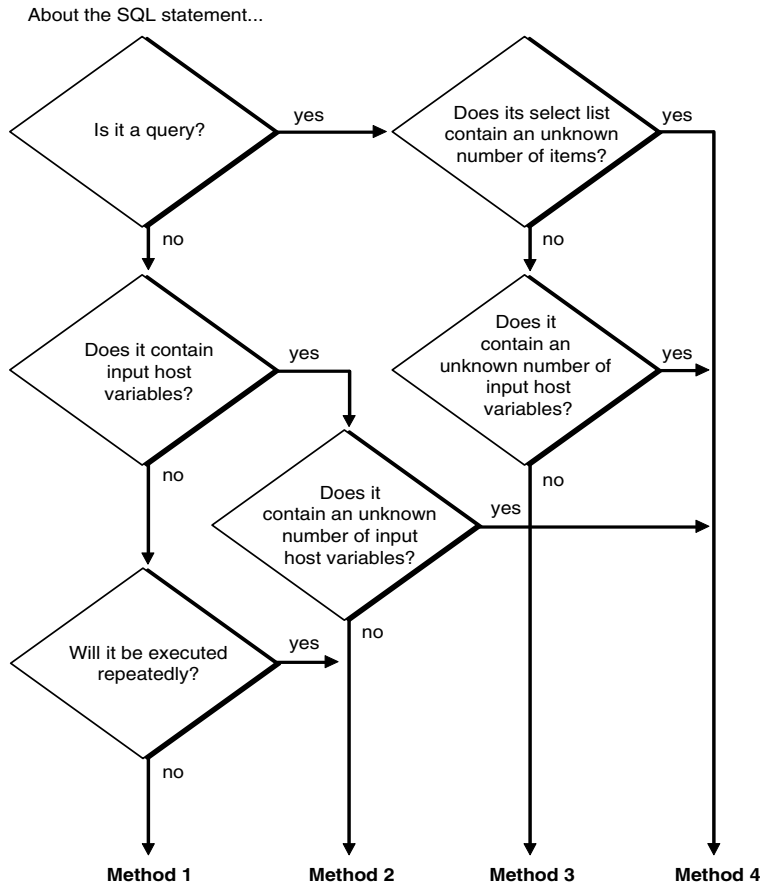 About the SQL statement...
Is it a query?
yes
Does its select list
contain an unknown
number of items?
yes
no
no
Does it contain
input host
variables?
yes
Does it
contain an
unknown number of
input host
variables?
yes
no
no
Does it
contain an unknown
number of input
host variables?
yes
no
Will it be executed
repeatedly?
yes
no
Method 1
Method 2
Method 3
Method 4